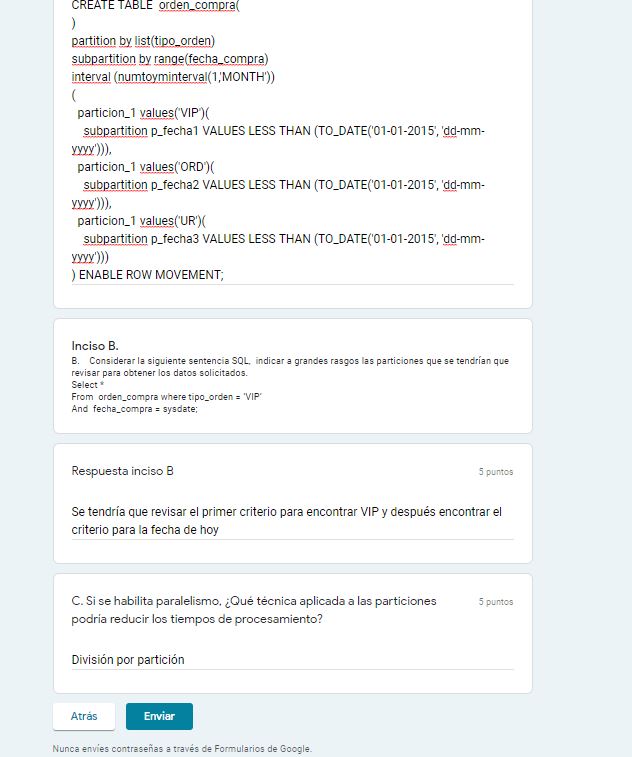 CREATE TABLE  orden_compra(
)
partition by list(tipo_orden)
subpartition by range(fecha_compra)
interval (numtoyminterval(1,'MONTH'))
(
particion_1 values('VIP')(
subpartition p_fecha1 VALUES LESS THAN (TO_DATE('01-01-2015', 'dd-mm-
yyyy'))),
particion_1 values('ORD')(
subpartition p_fecha2 VALUES LESS THAN (TO_DATE('01-01-2015', 'dd-mm-
yyyy'))),
particion_1 values('UR')(
subpartition p_fecha3 VALUES LESS THAN (TO_DATE('01-01-2015', 'dd-mm-
yyyy')))
) ENABLE ROW MOVEMENT;
Inciso B.
B. Considerar la siguiente sentencia SQL, indicar a grandes rasgos las particiones que se tendrían que
revisar para obtener los datos solicitados.
Select *
From orden_compra where tipo_orden = 'VIP'
And fecha_compra = sysdate;
Respuesta inciso B 5 puntos
Se tendría que revisar el primer criterio para encontrar VIP y después encontrar el
criterio para la fecha de hoy
C. Si se habilita paralelismo, ¿Qué técnica aplicada a las particiones 5 puntos
podría reducir los tiempos de procesamiento?
División por partición
Atrás Enviar
Nunca envíes contraseñas a través de Formularios de Google.